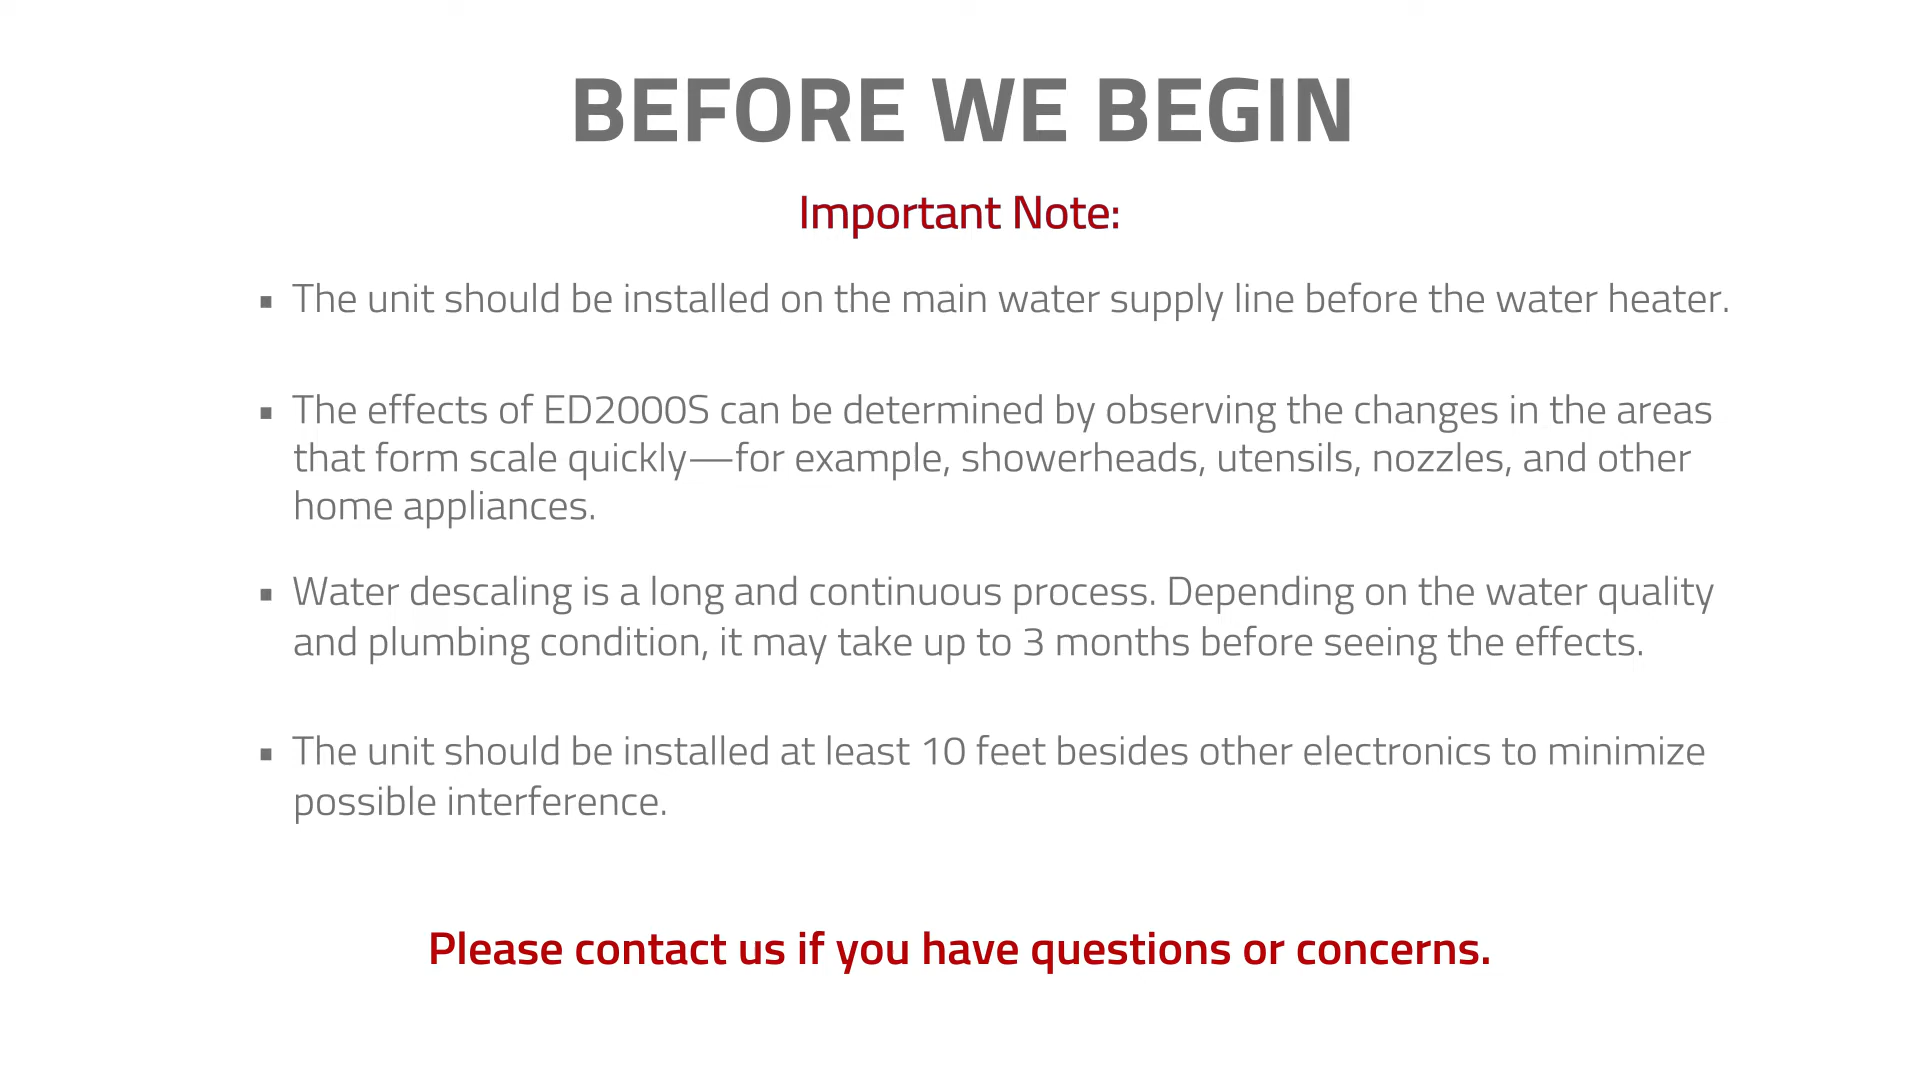 BEFORE WE BEGIN
Important Note:
▪ The unit should be installed on the main water supply line before the water heater.
▪ The effects of ED2000S can be determined by observing the changes in the areas
that form scale quickly—for example, showerheads, utensils, nozzles, and other
home appliances.
▪ Water descaling is a long and continuous process. Depending on the water quality
and plumbing condition, it may take up to 3 months before seeing the effects.
▪ The unit should be installed at least 10 feet besides other electronics to minimize
possible interference.
Please contact us if you have questions or concerns.